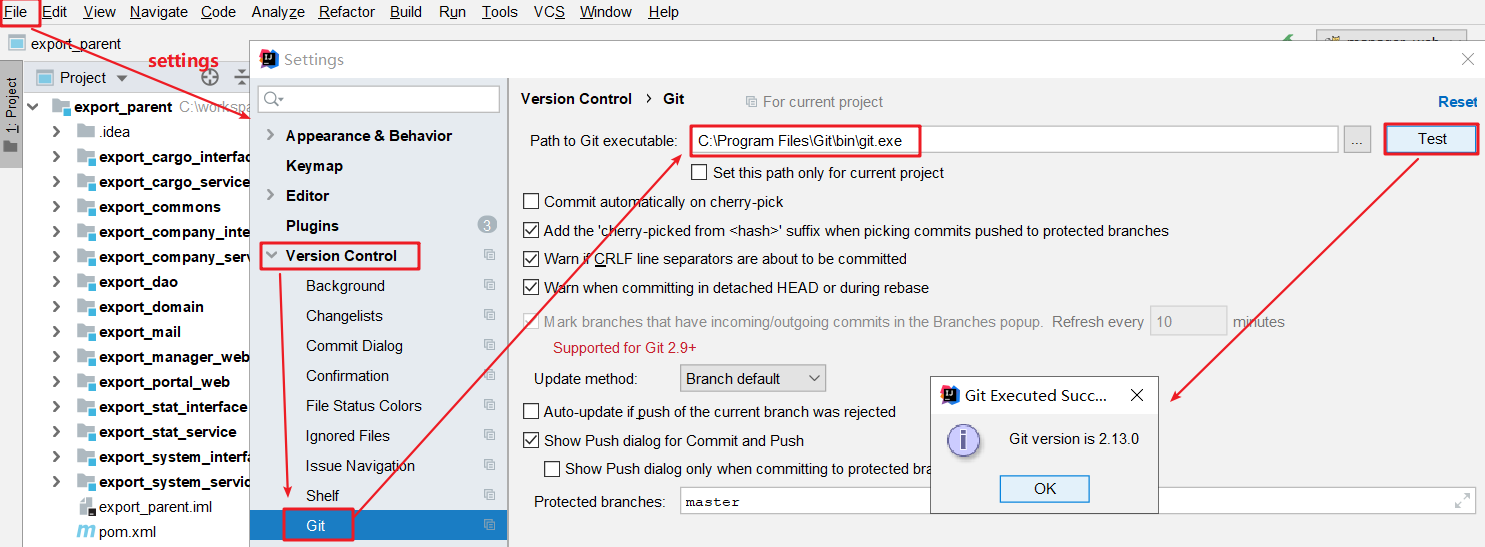 File Edit View Navigate Code Analyze Refactor Build Run Tools VCS Window Help
export_parent
settings
1: Project
Project
export_parent C:\workspa
.idea
export_cargo_interfac
export_cargo_service
export_commons
export_company_inte
export_company_serv
export_dao
export_domain
export_mail
export_manager_web
export_portal_web
export_stat_interface
export_stat_service
export_system_interfa
export_system_servic
export_parent.iml
pom.xml
Settings
Appearance & Behavior
Keymap
Editor
Plugins 3
Version Control
Background
Changelists
Commit Dialog
Confirmation
File Status Colors
Ignored Files
Issue Navigation
Shelf
Git
Version Control › Git For current project Reset
Path to Git executable: C:\Program Files\Git\bin\git.exe ... Test
Set this path only for current project
Commit automatically on cherry-pick
Add the 'cherry-picked from <hash>' suffix when picking commits pushed to protected branches
Warn if CRLF line separators are about to be committed
Warn when committing in detached HEAD or during rebase
Mark branches that have incoming/outgoing commits in the Branches popup. Refresh every 10 minutes
Supported for Git 2.9+
Update method: Branch default
Auto-update if push of the current branch was rejected
Show Push dialog for Commit and Push
Show Push dialog only when committing to protected bra
Protected branches: master
Git Executed Succ...
Git version is 2.13.0
OK